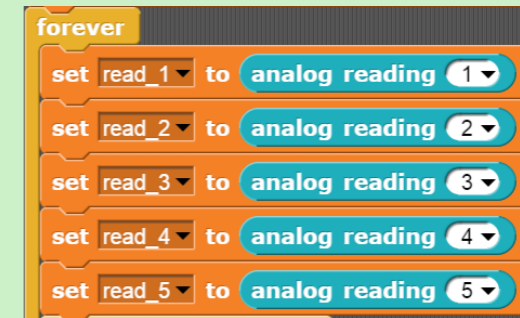 forever
set read_1 to analog reading 1
set read_2 to analog reading 2
set read_3 to analog reading 3
set read_4 to analog reading 4
set read_5 to analog reading 5